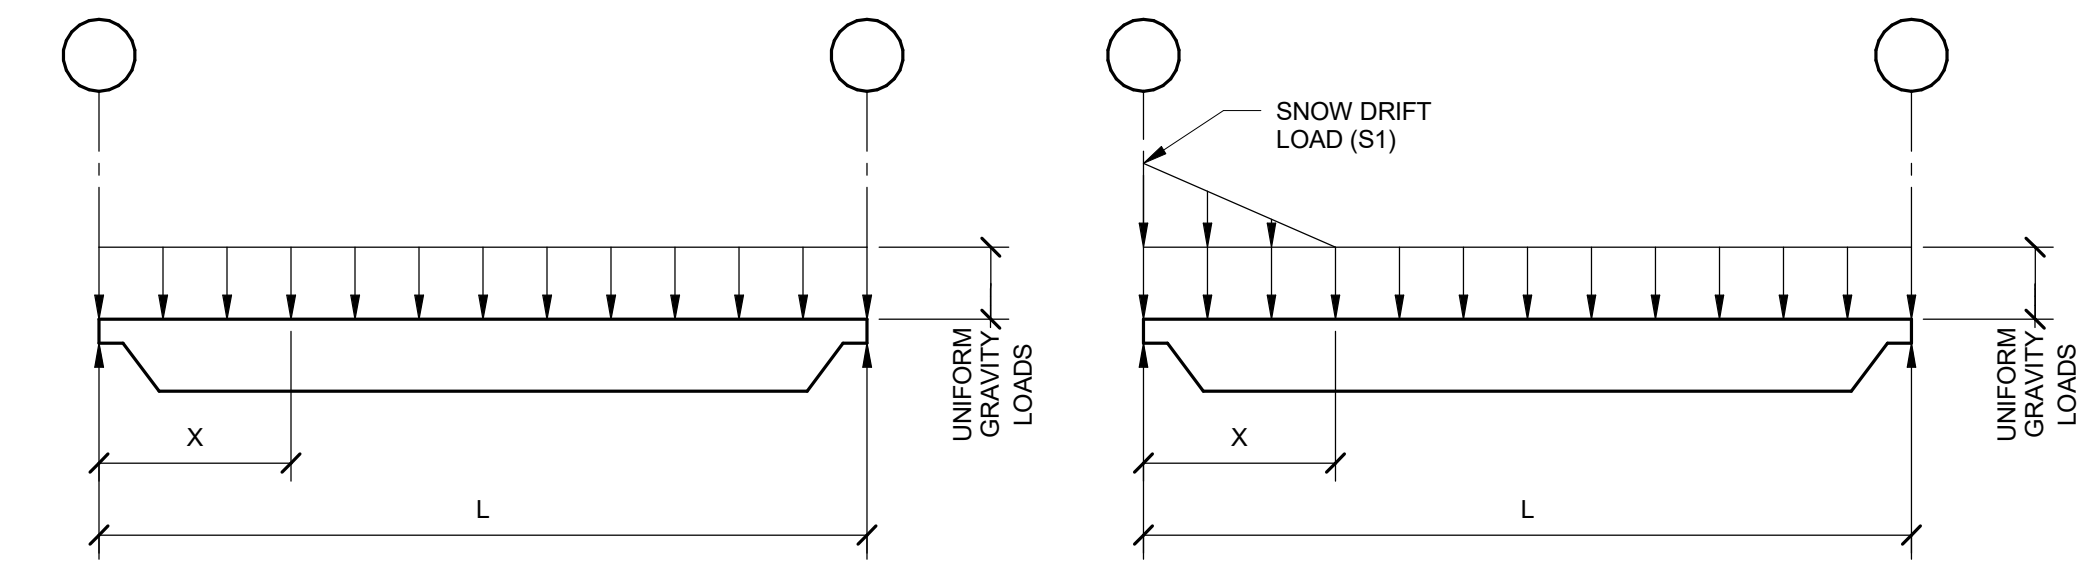 SNOW DRIFT
LOAD (S1)
UNIFORM
GRAVITY
LOADS
X
L
UNIFORM
GRAVITY
LOADS
X
L